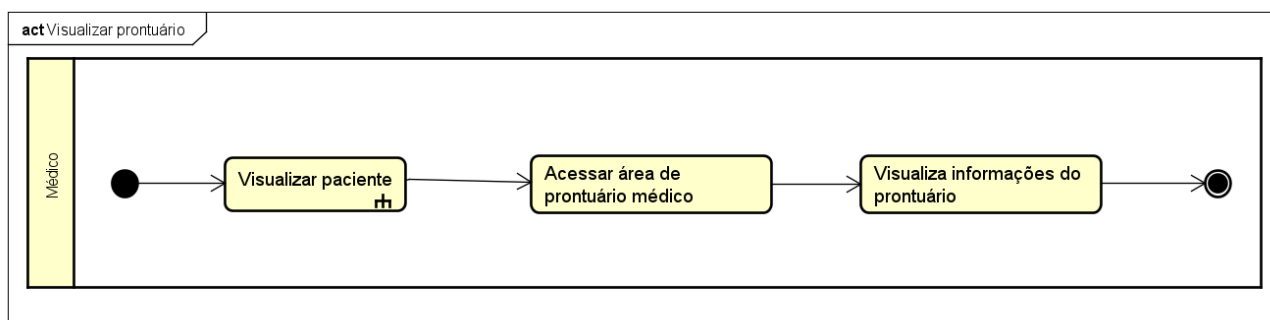 act Visualizar prontuário
Médico
Visualizar paciente
Acessar área de
prontuário médico
Visualiza informações do
prontuário